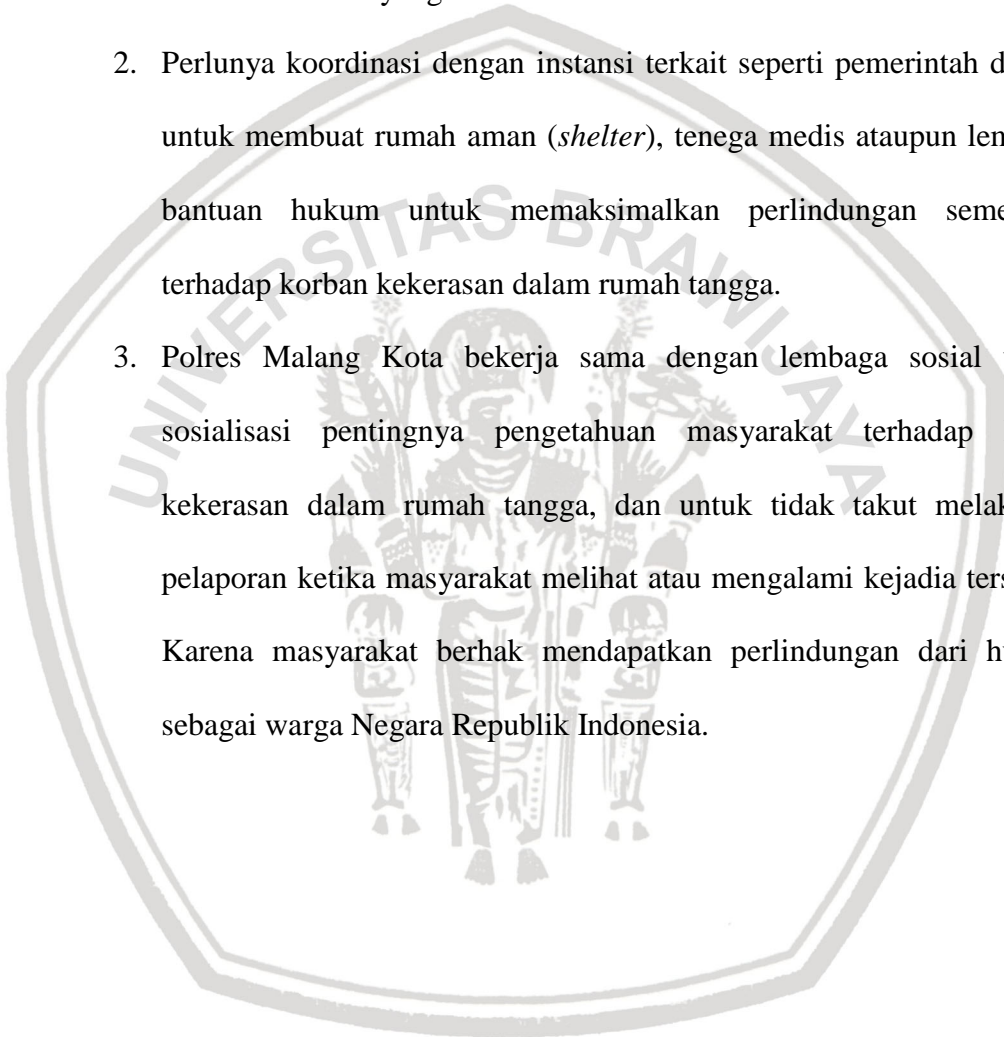 yang
2. Perlunya koordinasi dengan instansi terkait seperti pemerintah d
untuk membuat rumah aman (shelter), tenega medis ataupun
bantuan hukum untuk memaksimalkan perlindungan seme
terhadap korban kekerasan dalam rumah tangga.
3. Polres Malang Kota bekerja sama dengan lembaga sosial
sosialisasi pentingnya pengetahuan masyarakat terhadap
kekerasan dalam rumah tangga, dan untuk tidak takut melak
pelaporan ketika masyarakat melihat atau mengalami kejadia ters
Karena masyarakat berhak mendapatkan perlindungan dari h
sebagai warga Negara Republik Indonesia.
UNIVERSITAS BRAWIJAYA